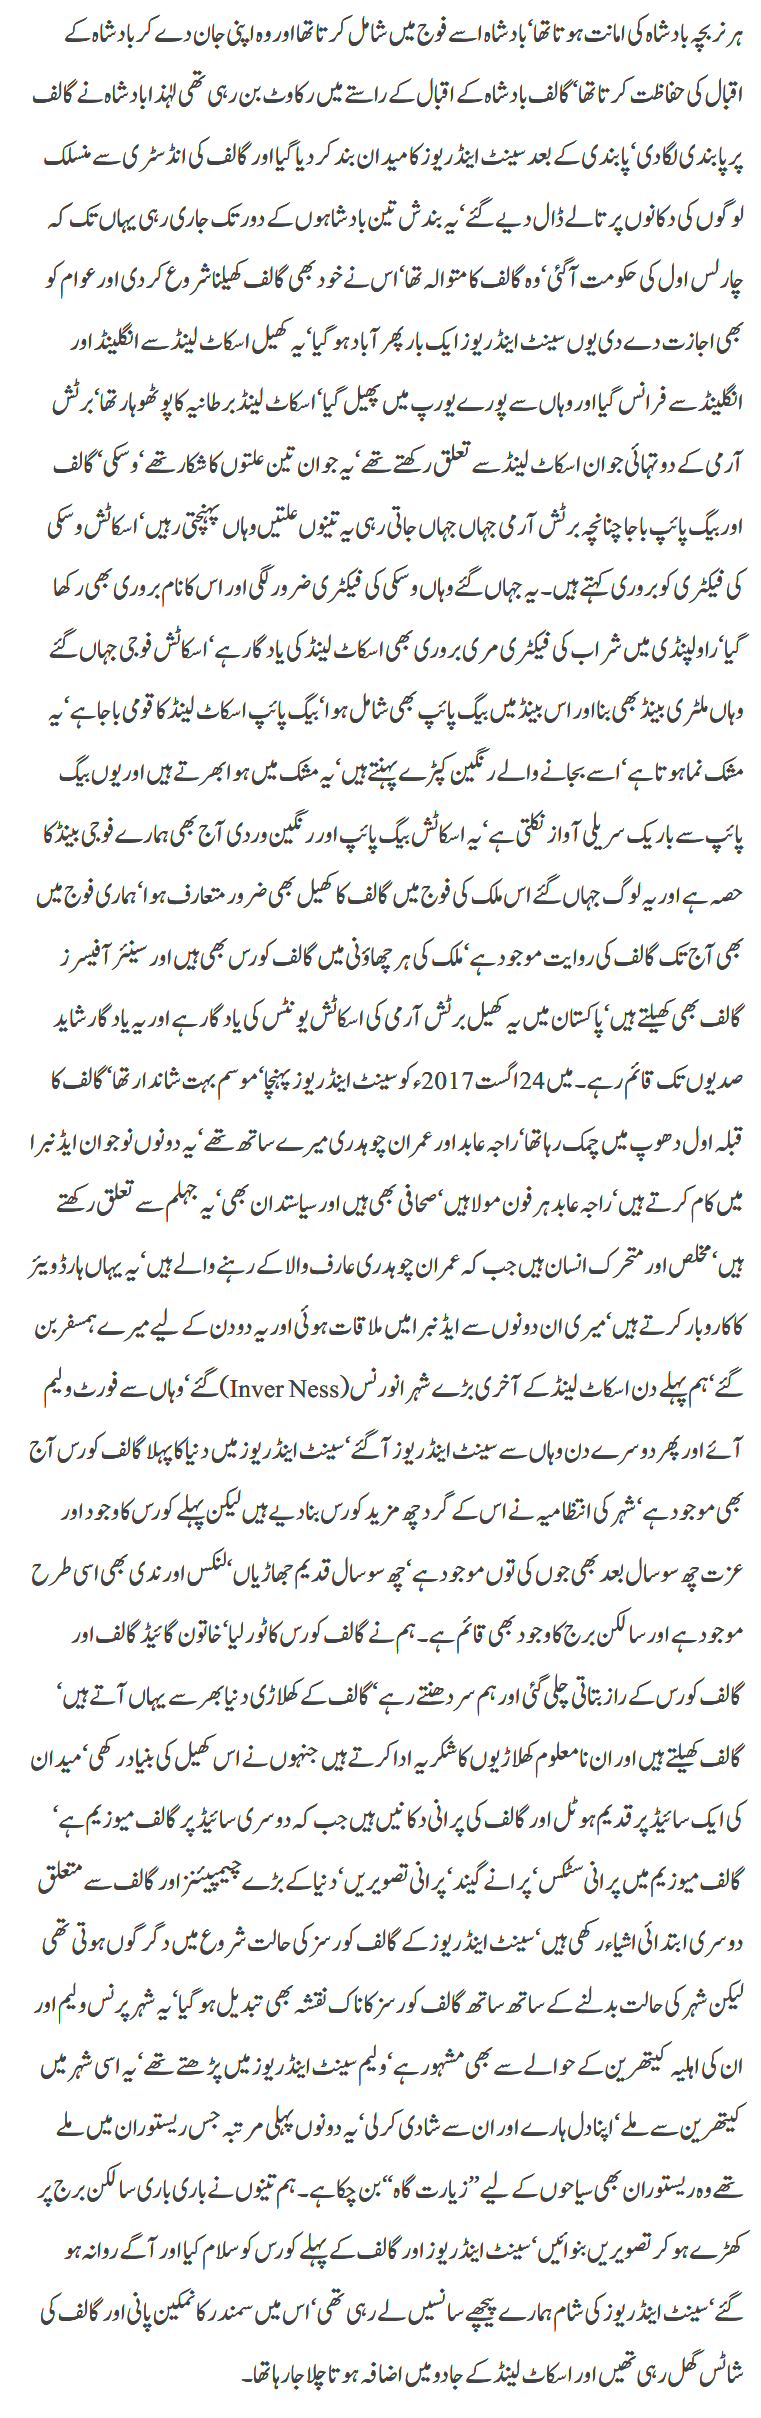 ہر نر بچہ بادشاہ کی امانت ہوتا تھا‘ بادشاہ اسے فوج میں شامل کرتا تھا اور وہ اپنی جان دے کر بادشاہ کے
اقبال کی حفاظت کرتا تھا‘ گالف بادشاہ کے اقبال کے راستے میں رکاوٹ بن رہی تھی لہٰذا بادشاہ نے گالف
پر پابندی لگا دی‘ پابندی کے بعد سینٹ اینڈریوز کا میدان بند کر دیا گیا اور گالف کی انڈسٹری سے منسلک
لوگوں کی دکانوں پر تالے ڈال دیے گئے‘ یہ بندش تین بادشاہوں کے دور تک جاری رہی یہاں تک کہ
چارلس اول کی حکومت آ گئی‘ وہ گالف کا متوالہ تھا‘ اس نے خود بھی گالف کھیلنا شروع کر دی اور عوام کو
بھی اجازت دے دی یوں سینٹ اینڈریوز ایک بار پھر آباد ہو گیا‘ یہ کھیل اسکاٹ لینڈ سے انگلینڈ اور
انگلینڈ سے فرانس گیا اور وہاں سے پورے یورپ میں پھیل گیا‘ اسکاٹ لینڈ برطانیہ کا پوٹھوہار تھا‘ برٹش
آرمی کے دو تہائی جوان اسکاٹ لینڈ سے تعلق رکھتے تھے‘ یہ جوان تین علتوں کا شکار تھے‘ وسکی‘ گالف
اور بیگ پائپ باجا چنانچہ برٹش آرمی جہاں جہاں جاتی رہی یہ تینوں علتیں وہاں پہنچتی رہیں‘ اسکاٹش وسکی
کی فیکٹری کو بروری کہتے ہیں۔ یہ جہاں گئے وہاں وسکی کی فیکٹری ضرور لگی اور اس کا نام بروری بھی رکھا
گیا‘ راولپنڈی میں شراب کی فیکٹری مری بروری بھی اسکاٹ لینڈ کی یادگار ہے‘ اسکاٹش فوجی جہاں گئے
وہاں ملٹری بینڈ بھی بنا اور اس بینڈ میں بیگ پائپ بھی شامل ہوا‘ بیگ پائپ اسکاٹ لینڈ کا قومی باجا ہے‘ یہ
مشک نما ہوتا ہے‘ اسے بجانے والے رنگین کپڑے پہنتے ہیں‘ یہ مشک میں ہوا بھرتے ہیں اور یوں بیگ
پائپ سے باریک سریلی آواز نکلتی ہے‘ یہ اسکاٹش بیگ پائپ اور رنگین وردی آج بھی ہمارے فوجی بینڈ کا
حصہ ہے اور یہ لوگ جہاں گئے اس ملک کی فوج میں گالف کا کھیل بھی ضرور متعارف ہوا‘ ہماری فوج میں
بھی آج تک گالف کی روایت موجود ہے‘ ملک کی ہر چھاؤنی میں گالف کورس بھی ہیں اور سینئر آفیسرز
گالف بھی کھیلتے ہیں‘ پاکستان میں یہ کھیل برٹش آرمی کی اسکاٹش یونٹس کی یادگار ہے اور یہ یادگار شاید
صدیوں تک قائم رہے۔ میں 24 اگست 2017ء کو سینٹ اینڈریوز پہنچا‘ موسم بہت شاندار تھا‘ گالف کا
قبلہ اول دھوپ میں چمک رہا تھا‘ راجہ عابد اور عمران چوہدری میرے ساتھ تھے‘ یہ دونوں نوجوان ایڈنبرا
میں کام کرتے ہیں‘ راجہ عابد ہر فون مولا ہیں‘ صحافی بھی ہیں اور سیاستدان بھی‘ یہ جہلم سے تعلق رکھتے
ہیں‘ مخلص اور متحرک انسان ہیں جب کہ عمران چوہدری عارف والا کے رہنے والے ہیں‘ یہ یہاں ہارڈویئر
کا کاروبار کرتے ہیں‘ میری ان دونوں سے ایڈنبرا میں ملاقات ہوئی اور یہ دو دن کے لیے میرے ہمسفر بن
گئے‘ ہم پہلے دن اسکاٹ لینڈ کے آخری بڑے شہر انورنس (Inver Ness) گئے‘ وہاں سے فورٹ ولیم
آئے اور پھر دوسرے دن وہاں سے سینٹ اینڈریوز آ گئے‘ سینٹ اینڈریوز میں دنیا کا پہلا گالف کورس آج
بھی موجود ہے‘ شہر کی انتظامیہ نے اس کے گرد چھ مزید کورس بنا دیے ہیں لیکن پہلے کورس کا وجود اور
عزت چھ سو سال بعد بھی جوں کی توں موجود ہے‘ چھ سو سال قدیم جھاڑیاں‘ لنکس اور ندی بھی اسی طرح
موجود ہے اور سالکن برج کا وجود بھی قائم ہے۔ ہم نے گالف کورس کا ٹور لیا‘ خاتون گائیڈ گالف اور
گالف کورس کے راز بتاتی چلی گئی اور ہم سر دھنتے رہے‘ گالف کے کھلاڑی دنیا بھر سے یہاں آتے ہیں‘
گالف کھیلتے ہیں اور ان نامعلوم کھلاڑیوں کا شکریہ ادا کرتے ہیں جنہوں نے اس کھیل کی بنیاد رکھی‘ میدان
کی ایک سائیڈ پر قدیم ہوٹل اور گالف کی پرانی دکانیں ہیں جب کہ دوسری سائیڈ پر گالف میوزیم ہے‘
گالف میوزیم میں پرانی سٹکس‘ پرانے گیند‘ پرانی تصویریں‘ دنیا کے بڑے چیمپیئنز اور گالف سے متعلق
دوسری ابتدائی اشیاء رکھی ہیں‘ سینٹ اینڈریوز کے گالف کورسز کی حالت شروع میں دگرگوں ہوتی تھی
لیکن شہر کی حالت بدلنے کے ساتھ ساتھ گالف کورسز کا ناک نقشہ بھی تبدیل ہو گیا‘ یہ شہر پرنس ولیم اور
ان کی اہلیہ کیتھرین کے حوالے سے بھی مشہور ہے‘ ولیم سینٹ اینڈریوز میں پڑھتے تھے‘ یہ اسی شہر میں
کیتھرین سے ملے‘ اپنا دل ہارے اور ان سے شادی کر لی‘ یہ دونوں پہلی مرتبہ جس ریستوران میں ملے
تھے وہ ریستوران بھی سیاحوں کے لیے ”زیارت گاہ“ بن چکا ہے۔ ہم تینوں نے باری باری سالکن برج پر
کھڑے ہو کر تصویریں بنوائیں‘ سینٹ اینڈریوز اور گالف کے پہلے کورس کو سلام کیا اور آگے روانہ ہو
گئے‘ سینٹ اینڈریوز کی شام ہمارے پیچھے سانسیں لے رہی تھی‘ اس میں سمندر کا نمکین پانی اور گالف کی
شاٹس گھل رہی تھیں اور اسکاٹ لینڈ کے جادو میں اضافہ ہوتا چلا جا رہا تھا۔